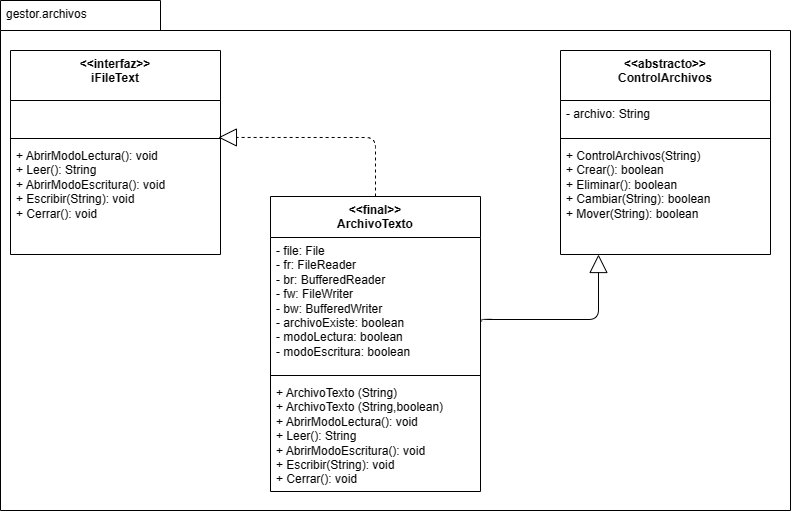 gestor.archivos
<<interfaz>>
iFileText
+ AbrirModoLectura(): void
+ Leer(): String
+ AbrirModoEscritura(): void
+ Escribir(String): void
+ Cerrar(): void
<<abstracto>>
ControlArchivos
- archivo: String
+ ControlArchivos(String)
+ Crear(): boolean
+ Eliminar(): boolean
+ Cambiar(String): boolean
+ Mover(String): boolean
<<final>>
ArchivoTexto
- file: File
- fr: FileReader
- br: BufferedReader
- fw: FileWriter
- bw: BufferedWriter
- archivoExiste: boolean
- modoLectura: boolean
- modoEscritura: boolean
+ ArchivoTexto (String)
+ ArchivoTexto (String,boolean)
+ AbrirModoLectura(): void
+ Leer(): String
+ AbrirModoEscritura(): void
+ Escribir(String): void
+ Cerrar(): void